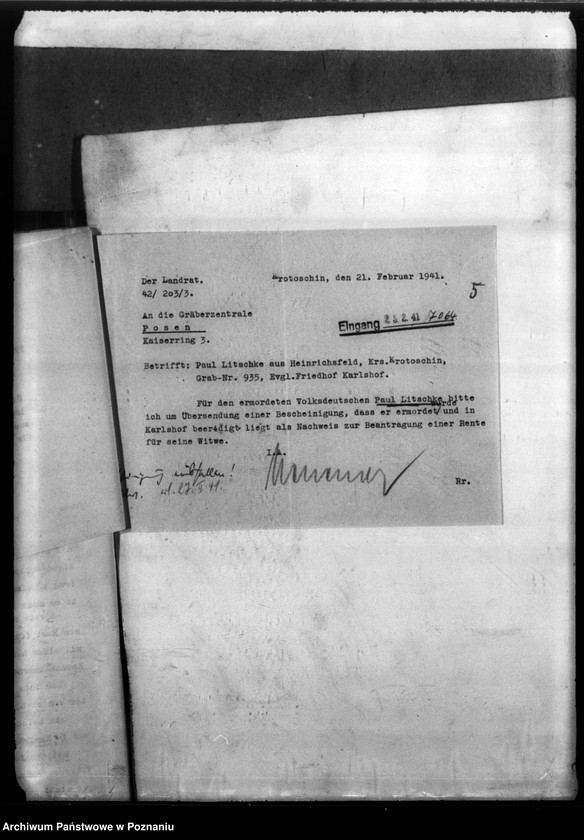 Der Landrat.
Krotoschin, den 21. Februar 1941.
42/ 203/3.
5
An die Gräberzentrale
Posen
Kaiserring 3.
Eingang 25.2.41 7064
Betrifft: Paul Litschke aus Heinrichsfeld, Krs.Krotoschin,
Grab-Nr. 935, Evgl.Friedhof Karlshof.
Für den ermordeten Volksdeutschen Paul Litschke bitte
ich um Übersendung einer Bescheinigung, dass er ermordet/ wurde und in
Karlshof beerdigt liegt als Nachweis zur Beantragung einer Rente
für seine Witwe.
I.A.
Rr.
Archiwum Państwowe w Poznaniu